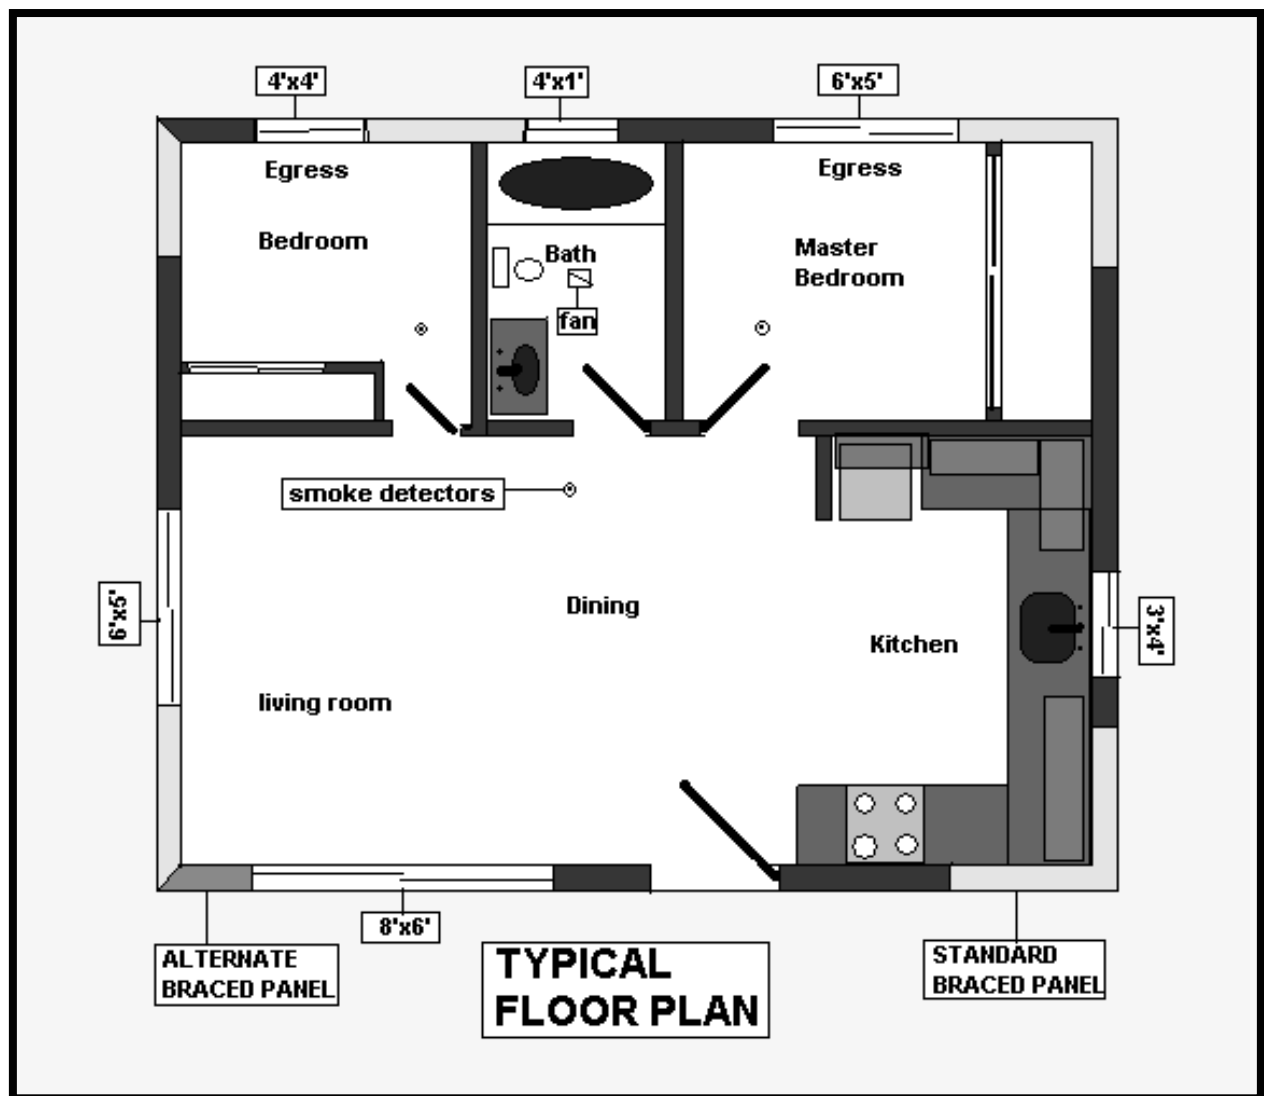 4'x4'
4'x1'
6'x5'
Egress
Egress
Bedroom
Bath
Master
Bedroom
fan
smoke detectors
6'x5'
Dining
3'x4'
Kitchen
living room
8'x6'
ALTERNATE
BRACED PANEL
TYPICAL
FLOOR PLAN
STANDARD
BRACED PANEL